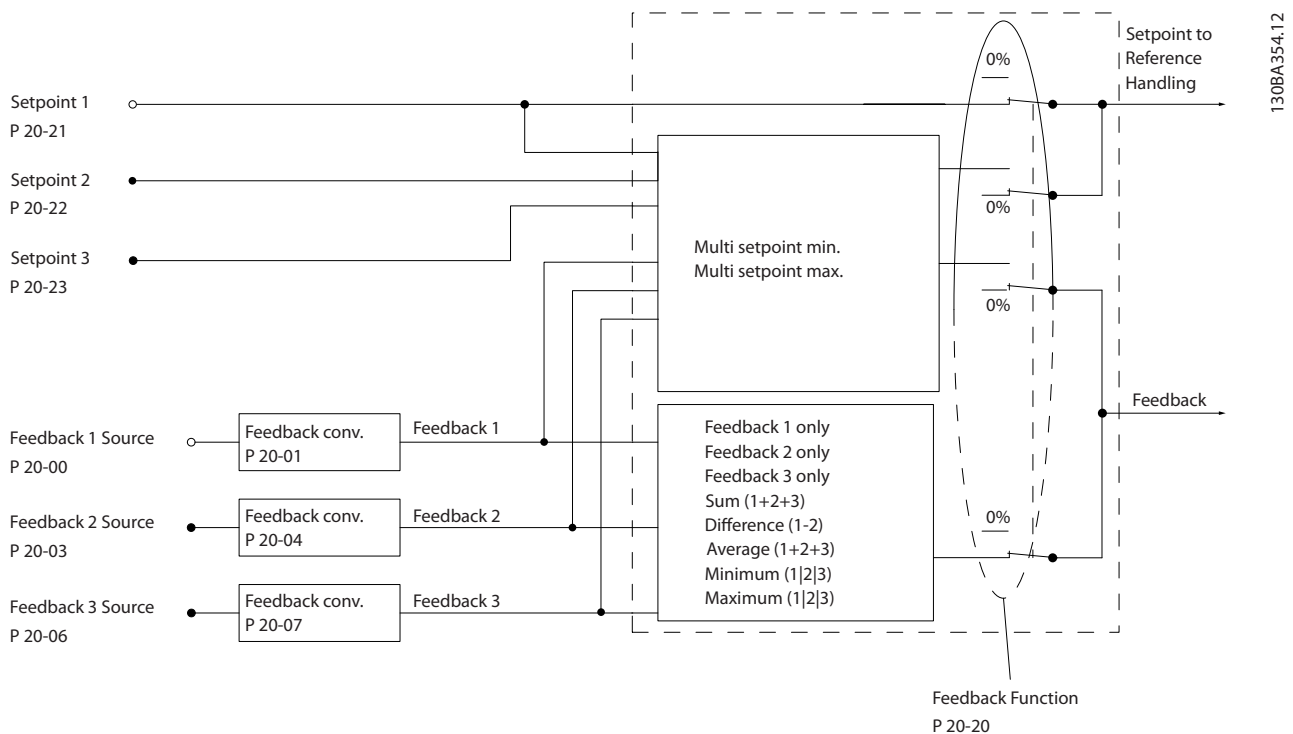 130BA354.12
Setpoint to
Reference
Handling
0%
Setpoint 1
P 20-21
Setpoint 2
P 20-22
0%
Setpoint 3
P 20-23
Multi setpoint min.
Multi setpoint max.
0%
Feedback
Feedback 1 Source
P 20-00
Feedback conv.
P 20-01
Feedback 1
Feedback 2 Source
P 20-03
Feedback conv.
P 20-04
Feedback 2
Feedback 3 Source
P 20-06
Feedback conv.
P 20-07
Feedback 3
Feedback 1 only
Feedback 2 only
Feedback 3 only
Sum (1+2+3)
Difference (1-2)
Average (1+2+3)
Minimum (1|2|3)
Maximum (1|2|3)
0%
Feedback Function
P 20-20